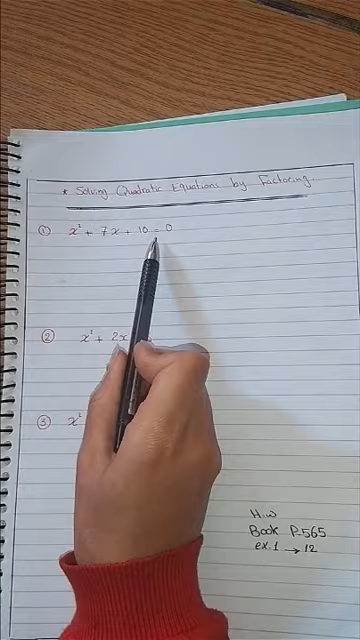 * Solving Quadratic Equations by Factoring.
① x² + 7x + 10 = 0
② x² + 2x
③ x²
H.W
Book P.565
ex.1 → 12